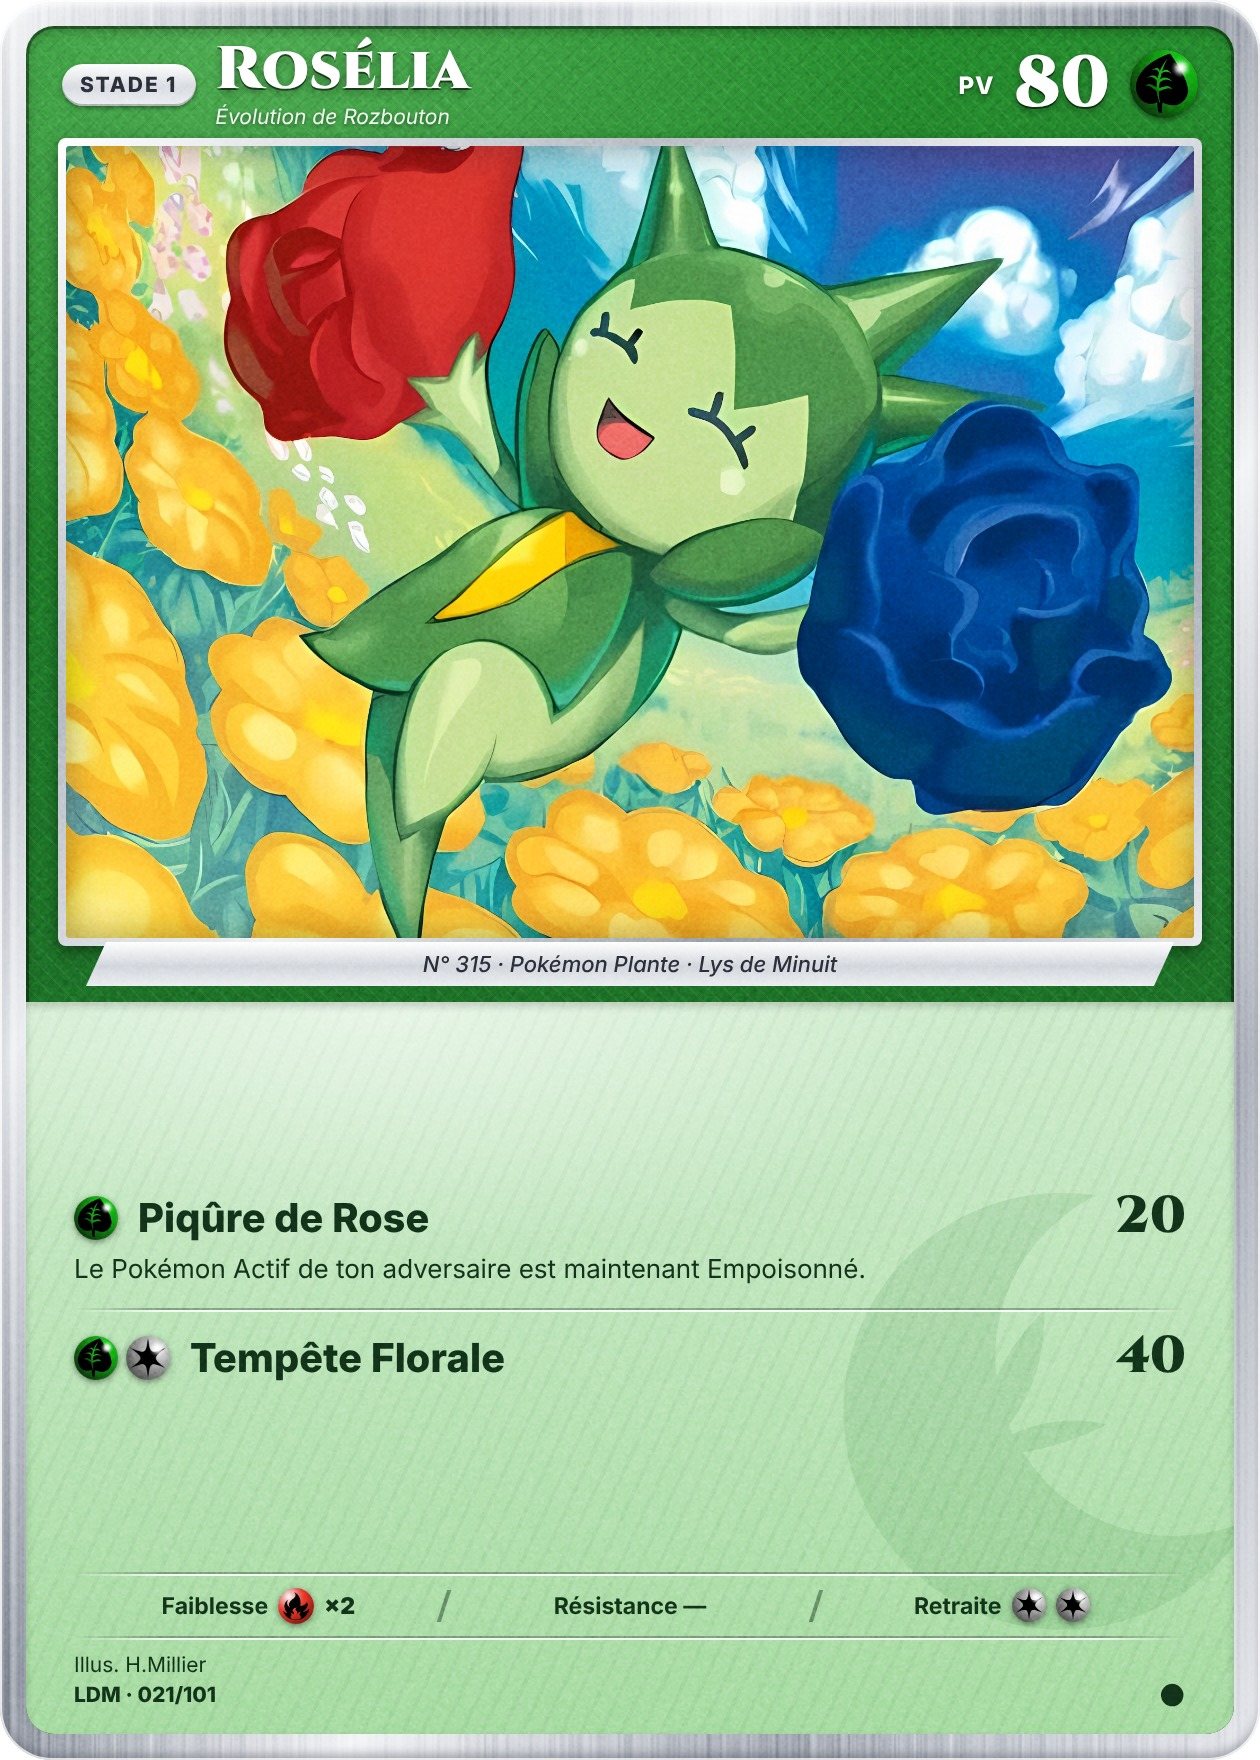 STADE 1
ROSÉLIA
Évolution de Rozbouton
PV 80
N° 315 · Pokémon Plante · Lys de Minuit
Piqûre de Rose 20
Le Pokémon Actif de ton adversaire est maintenant Empoisonné.
Tempête Florale 40
Faiblesse ×2 / Résistance — / Retraite
Illus. H.Millier
LDM · 021/101